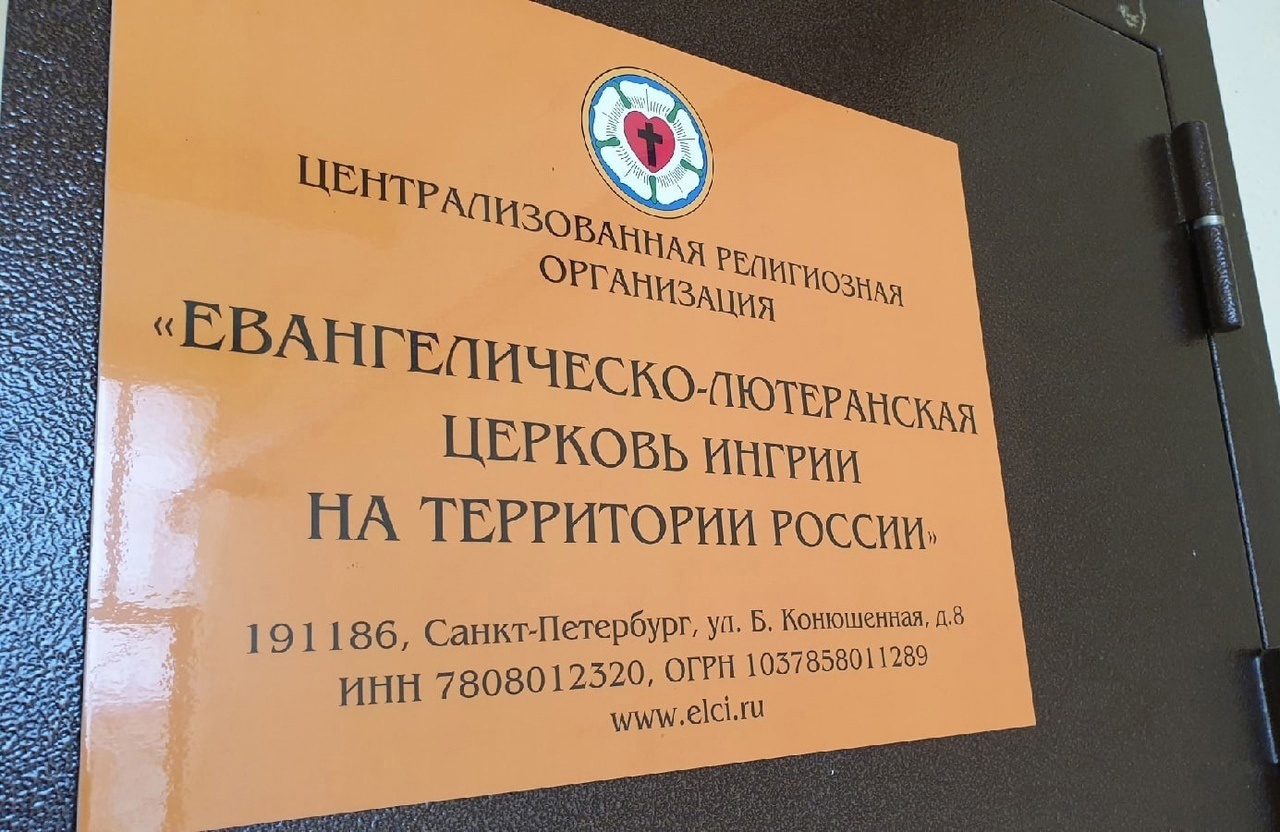 ЦЕНТРАЛИЗОВАННАЯ РЕЛИГИОЗНАЯ
ОРГАНИЗАЦИЯ
«ЕВАНГЕЛИЧЕСКО-ЛЮТЕРАНСКАЯ
ЦЕРКОВЬ ИНГРИИ
НА ТЕРРИТОРИИ РОССИИ»
191186, Санкт-Петербург, ул. Б. Конюшенная, д.8
ИНН 7808012320, ОГРН 1037858011289
www.elci.ru